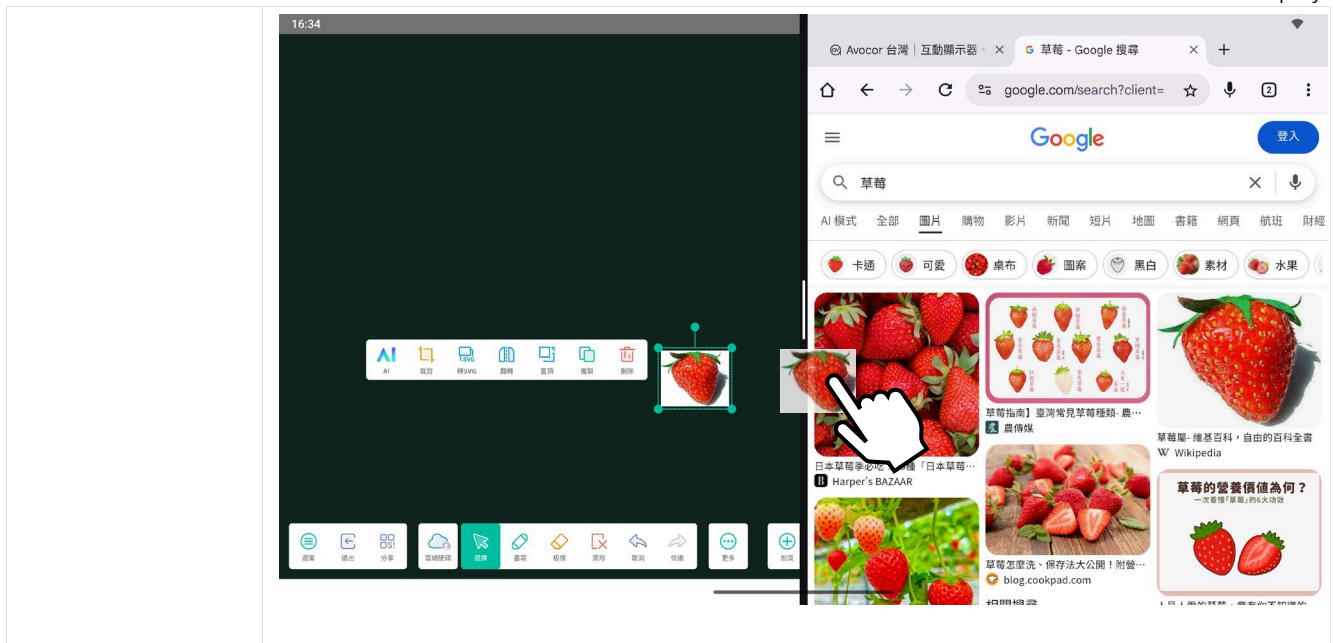 16:34
AI
裁剪
轉SVG
翻轉
置頂
複製
刪除
選單
退出
分享
雲端硬碟
選擇
書寫
板擦
清除
取消
恢復
更多
加頁
Avocor 台灣｜互動顯示器、
草莓 - Google 搜尋
google.com/search?client=
2
Google
登入
草莓
AI 模式 全部 圖片 購物 影片 新聞 短片 地圖 書籍 網頁 航班 財經
卡通 可愛 桌布 圖案 黑白 素材 水果
日本草莓季必吃
種「日本草莓…
Harper's BAZAAR
草莓指南】臺灣常見草莓種類- 農…
農傳媒
草莓屬- 維基百科，自由的百科全書
W Wikipedia
草莓怎麼洗、保存法大公開！附營…
blog.cookpad.com
草莓的營養價值為何？
一次看懂「草莓」的6大功效
相關搜尋